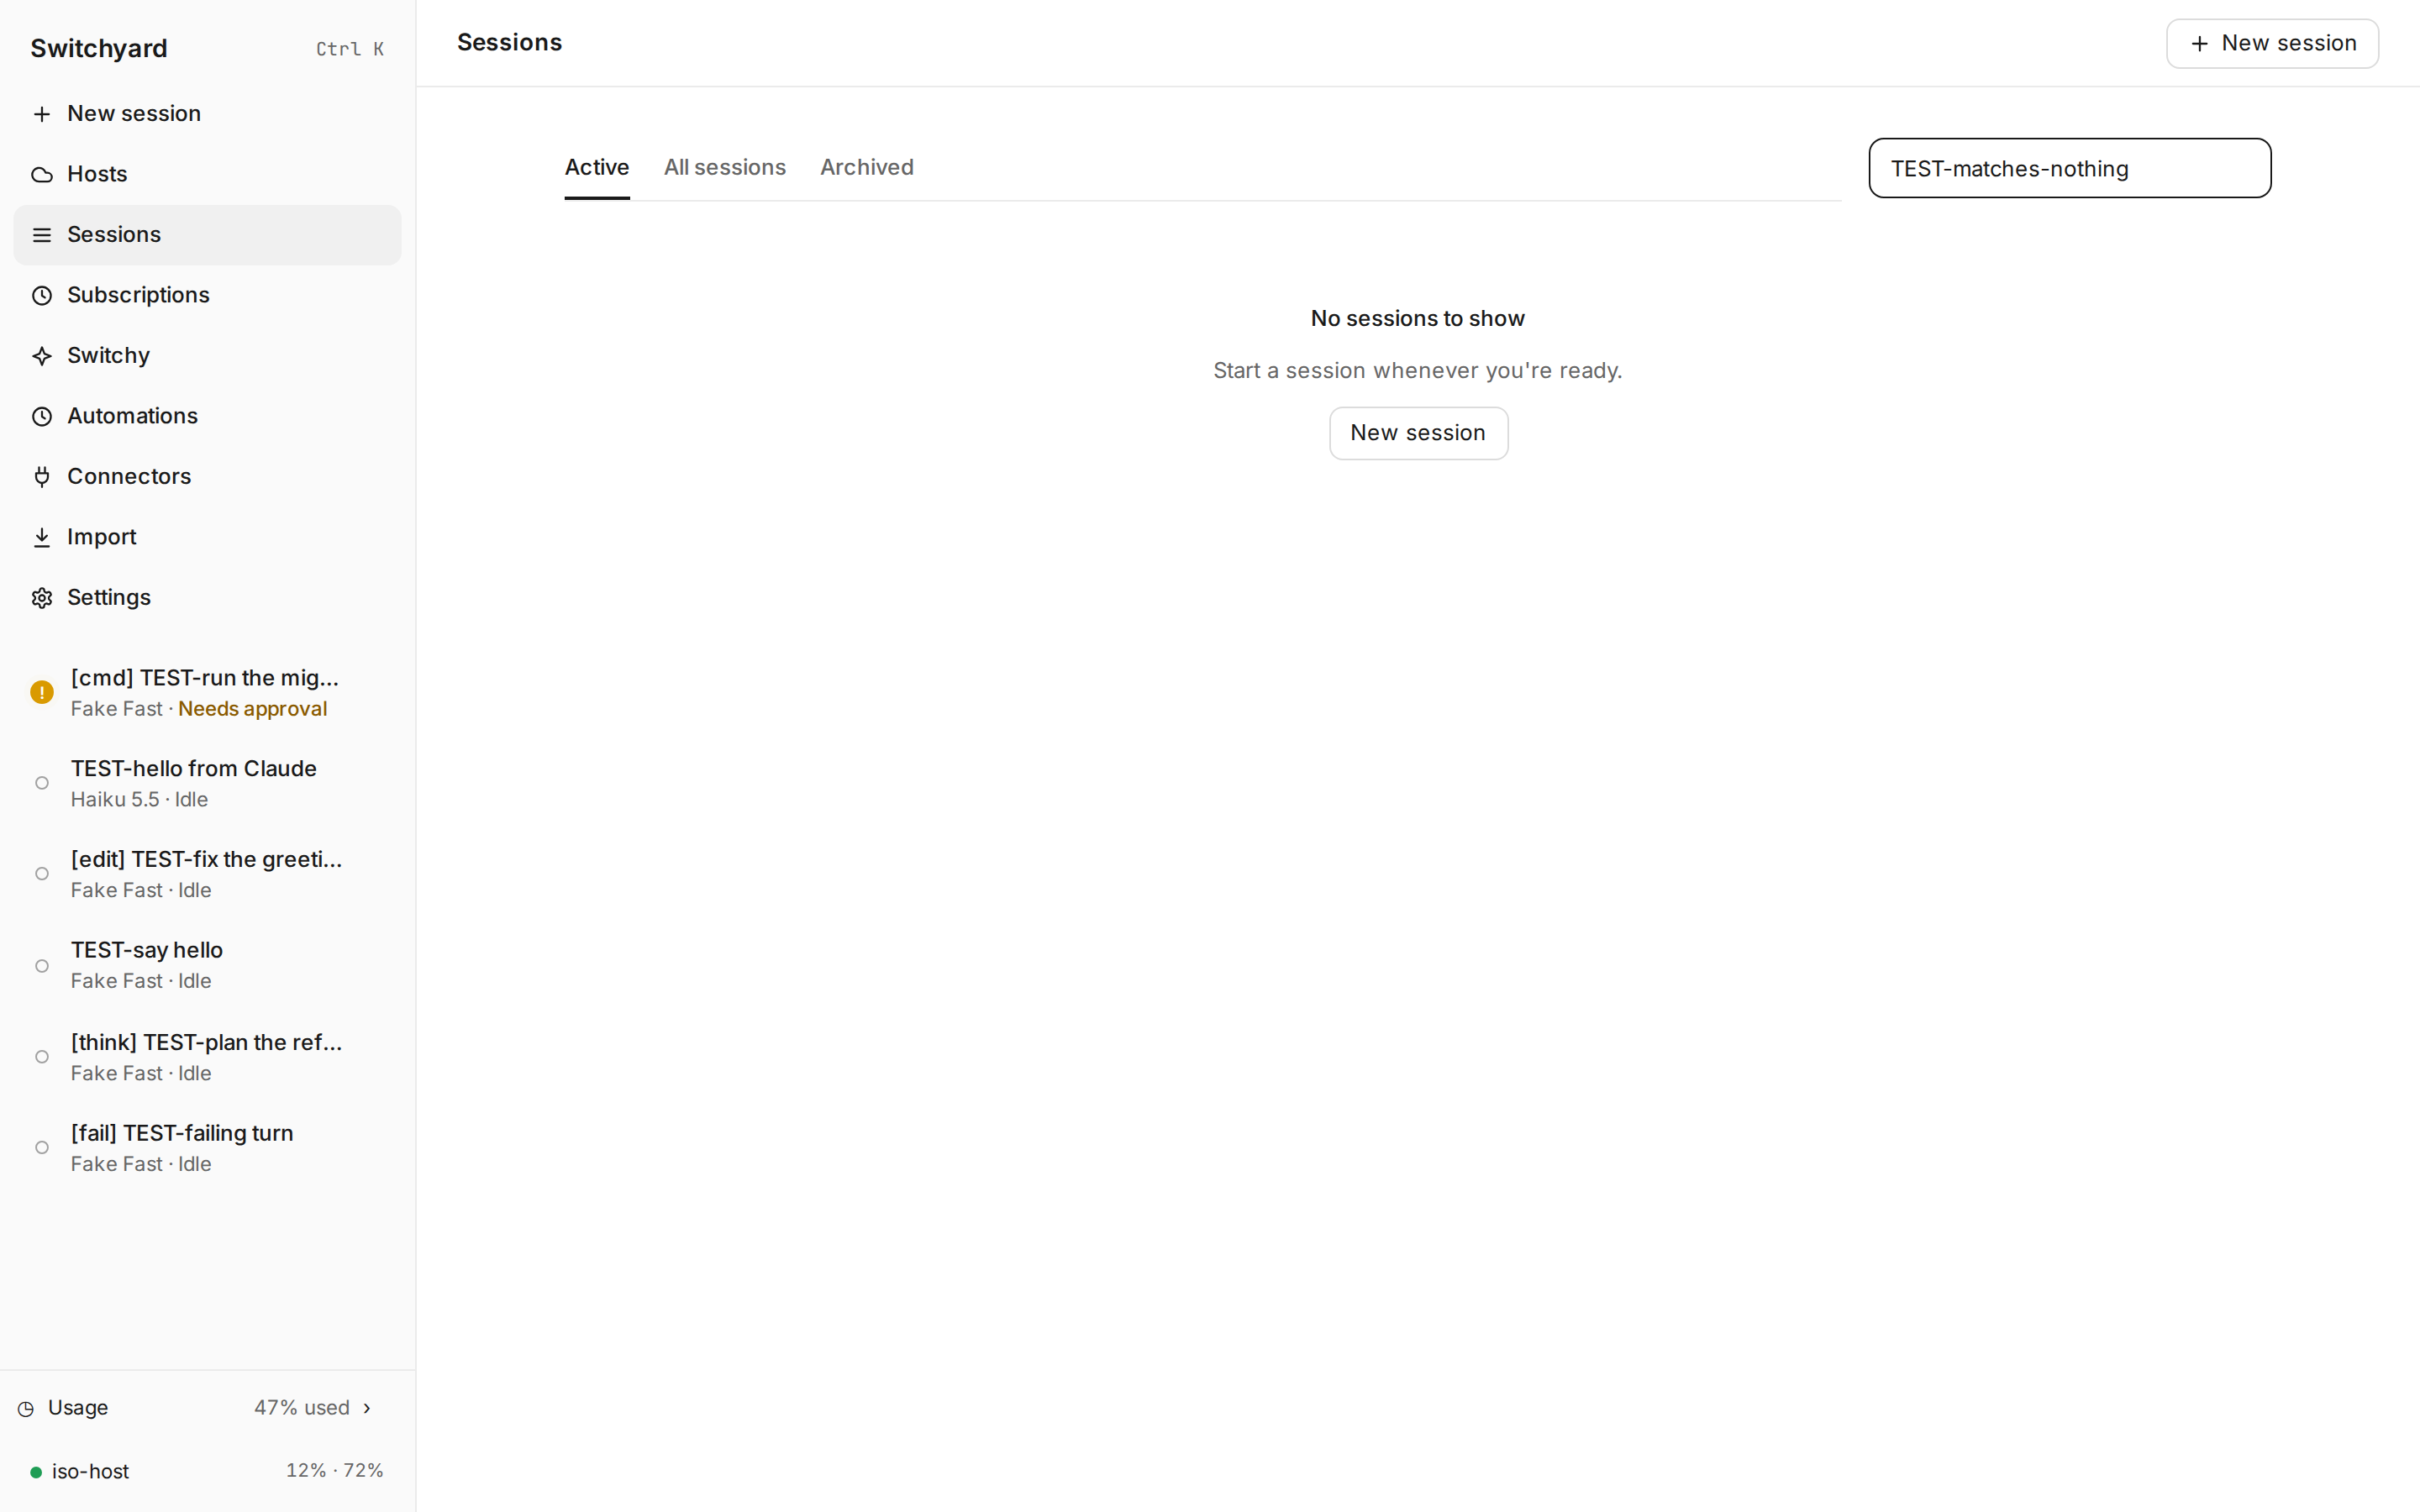 Switchyard
Ctrl K
New session
Hosts
Sessions
Subscriptions
Switchy
Automations
Connectors
Import
Settings
[cmd] TEST-run the mig...
Fake Fast · Needs approval
TEST-hello from Claude
Haiku 5.5 · Idle
[edit] TEST-fix the greeti...
Fake Fast · Idle
TEST-say hello
Fake Fast · Idle
[think] TEST-plan the ref...
Fake Fast · Idle
[fail] TEST-failing turn
Fake Fast · Idle
Usage
47% used ›
iso-host
12% · 72%
Sessions
New session
Active
All sessions
Archived
TEST-matches-nothing
No sessions to show
Start a session whenever you're ready.
New session